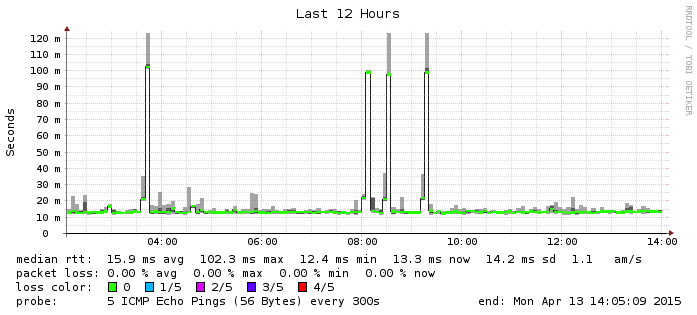 Last 12 Hours
RRDTOOL / TOBI OETIKER
Seconds
120 m
110 m
100 m
90 m
80 m
70 m
60 m
50 m
40 m
30 m
20 m
10 m
0
04:00 06:00 08:00 10:00 12:00 14:00
median rtt: 15.9 ms avg 102.3 ms max 12.4 ms min 13.3 ms now 14.2 ms sd 1.1 am/s
packet loss: 0.00 % avg 0.00 % max 0.00 % min 0.00 % now
loss color: 0 1/5 2/5 3/5 4/5
probe: 5 ICMP Echo Pings (56 Bytes) every 300s end: Mon Apr 13 14:05:09 2015